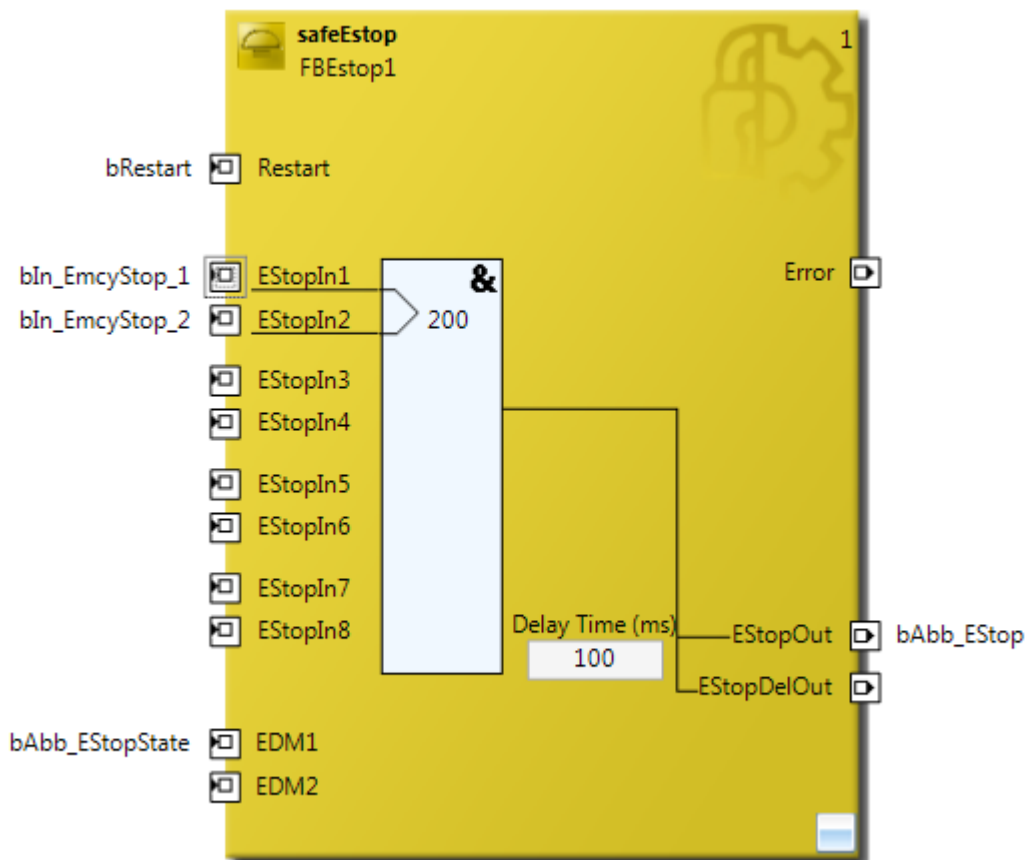 safeEstop
1
FBEstop1
bRestart Restart
bIn_EmcyStop_1 EStopIn1 &
Error
bIn_EmcyStop_2 EStopIn2 200
EStopIn3
EStopIn4
EStopIn5
EStopIn6
EStopIn7
EStopIn8
Delay Time (ms)
100
EStopOut bAbb_EStop
EStopDelOut
bAbb_EStopState EDM1
EDM2